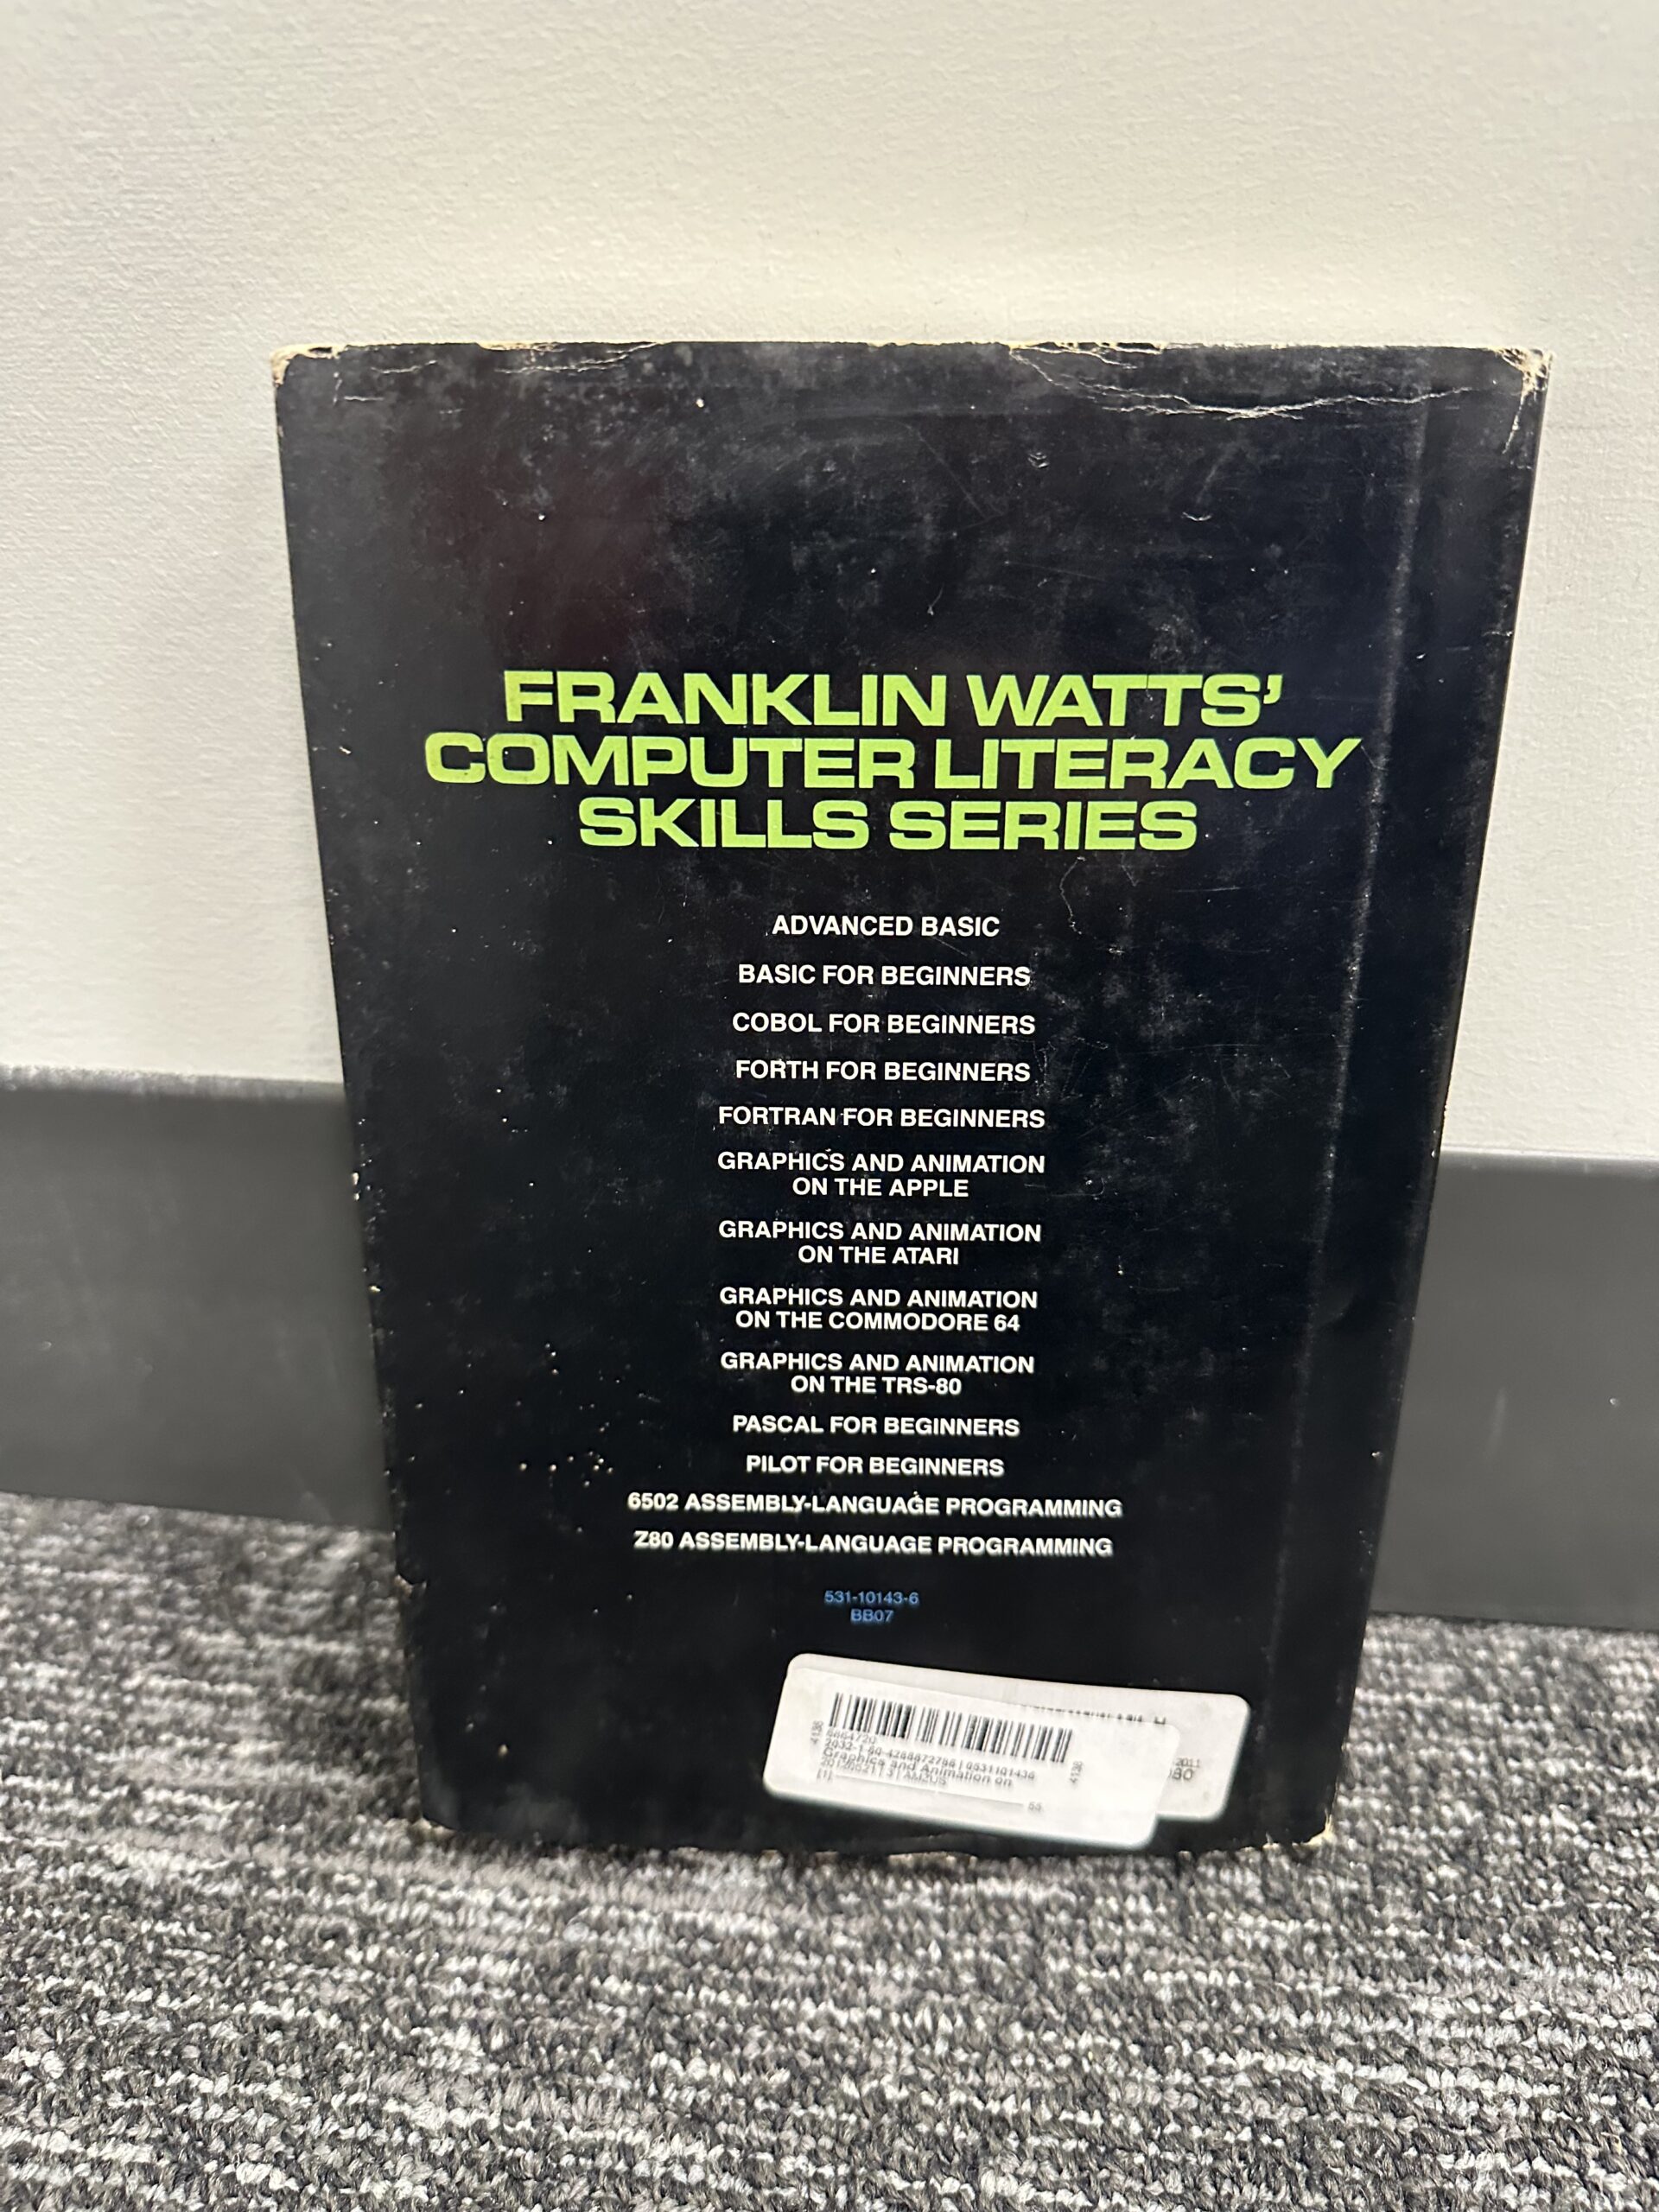 FRANKLIN WATTS'
COMPUTER LITERACY
SKILLS SERIES
ADVANCED BASIC
BASIC FOR BEGINNERS
COBOL FOR BEGINNERS
FORTH FOR BEGINNERS
FORTRAN FOR BEGINNERS
GRAPHICS AND ANIMATION
ON THE APPLE
GRAPHICS AND ANIMATION
ON THE ATARI
GRAPHICS AND ANIMATION
ON THE COMMODORE 64
GRAPHICS AND ANIMATION
ON THE TRS-80
PASCAL FOR BEGINNERS
PILOT FOR BEGINNERS
6502 ASSEMBLY-LANGUAGE PROGRAMMING
Z80 ASSEMBLY-LANGUAGE PROGRAMMING
531-10143-6
BB07
4136
4136
Graphics and Animation on
55